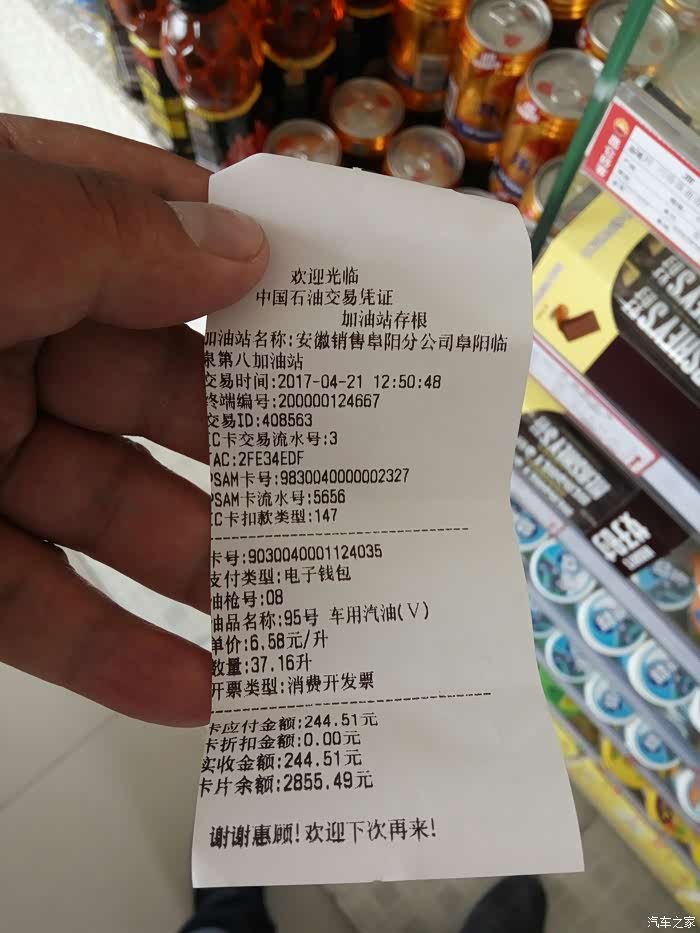 欢迎光临
中国石油交易凭证
加油站存根
加油站名称:安徽销售阜阳分公司阜阳临
泉第八加油站
交易时间:2017-04-21 12:50:48
终端编号:200000124667
交易ID:408563
IC卡交易流水号:3
TAC:2FE34EDF
PSAM卡号:9830040000002327
PSAM卡流水号:5656
IC卡扣款类型:147
卡号:9030040001124035
支付类型:电子钱包
油枪号:08
油品名称:95号 车用汽油(Ⅴ)
单价:6.58元/升
数量:37.16升
开票类型:消费开发票
卡应付金额:244.51元
卡折扣金额:0.00元
实收金额:244.51元
卡片余额:2855.49元
谢谢惠顾!欢迎下次再来!
汽车之家